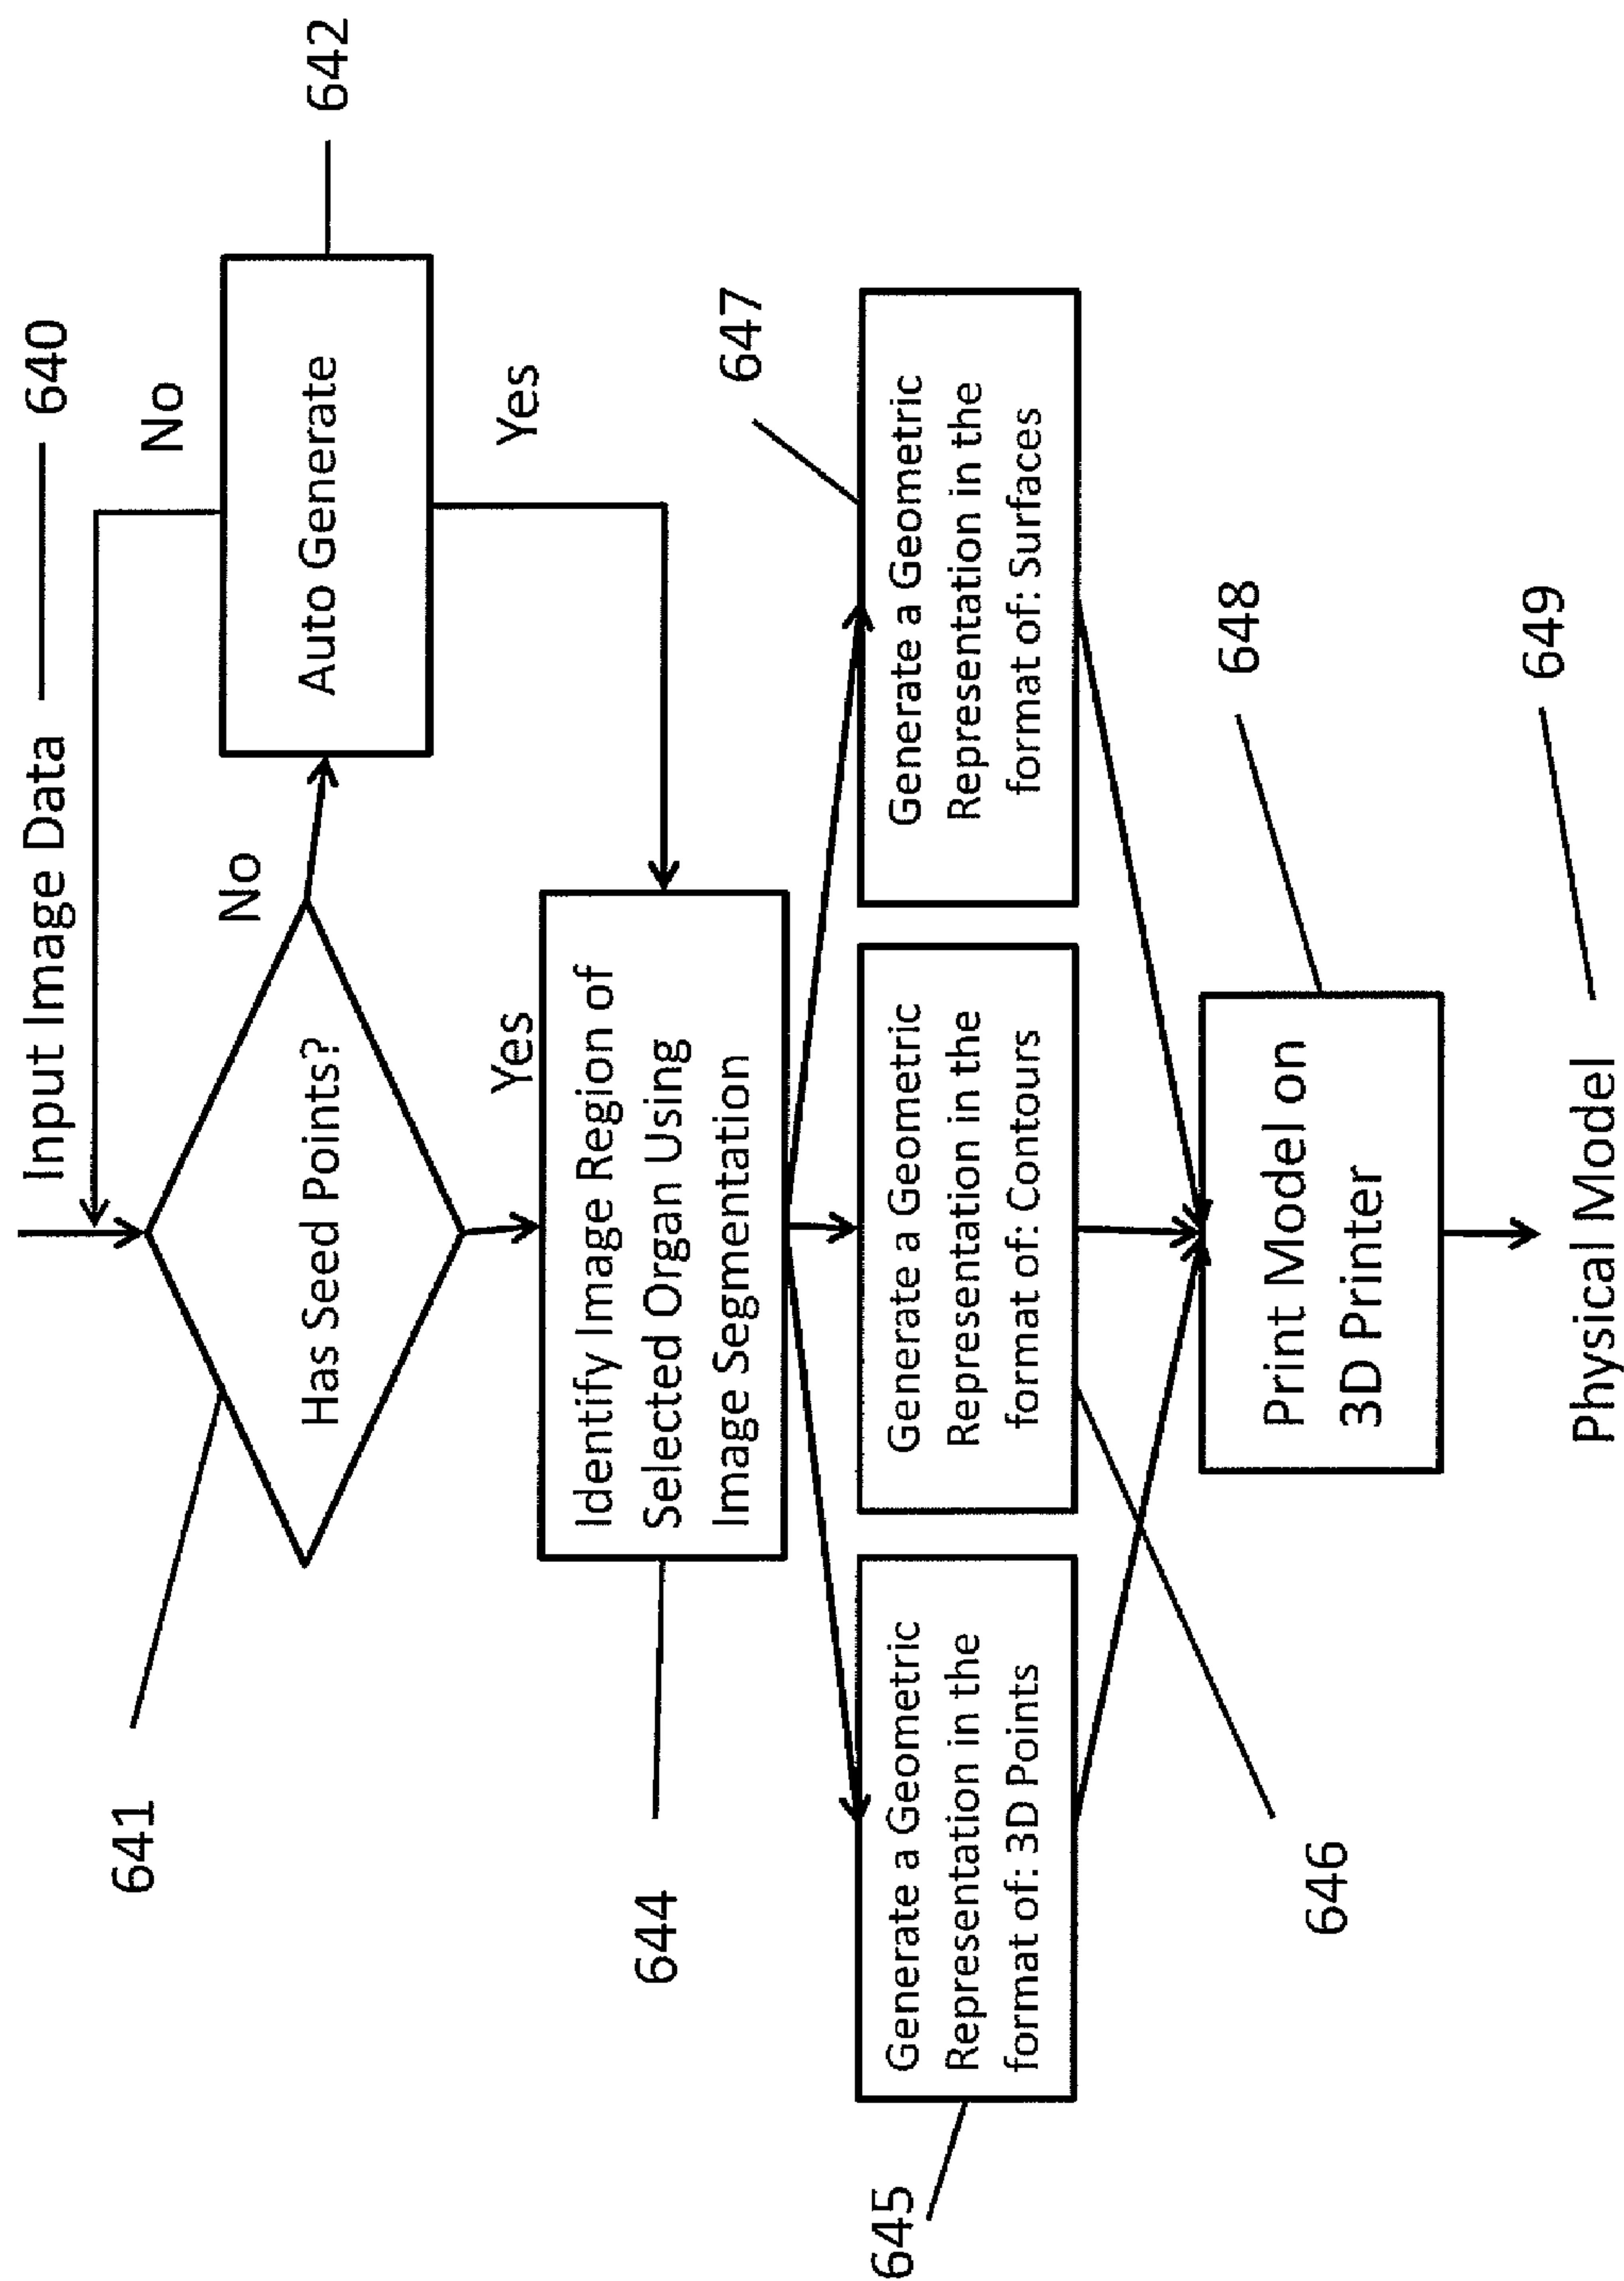 Input Image Data
640
No
Has Seed Points?
641
No
Auto Generate
642
Yes
Yes
Identify Image Region of
Selected Organ Using
Image Segmentation
644
Generate a Geometric
Representation in the
format of: 3D Points
645
Generate a Geometric
Representation in the
format of: Contours
646
Generate a Geometric
Representation in the
format of: Surfaces
647
Print Model on
3D Printer
648
Physical Model
649